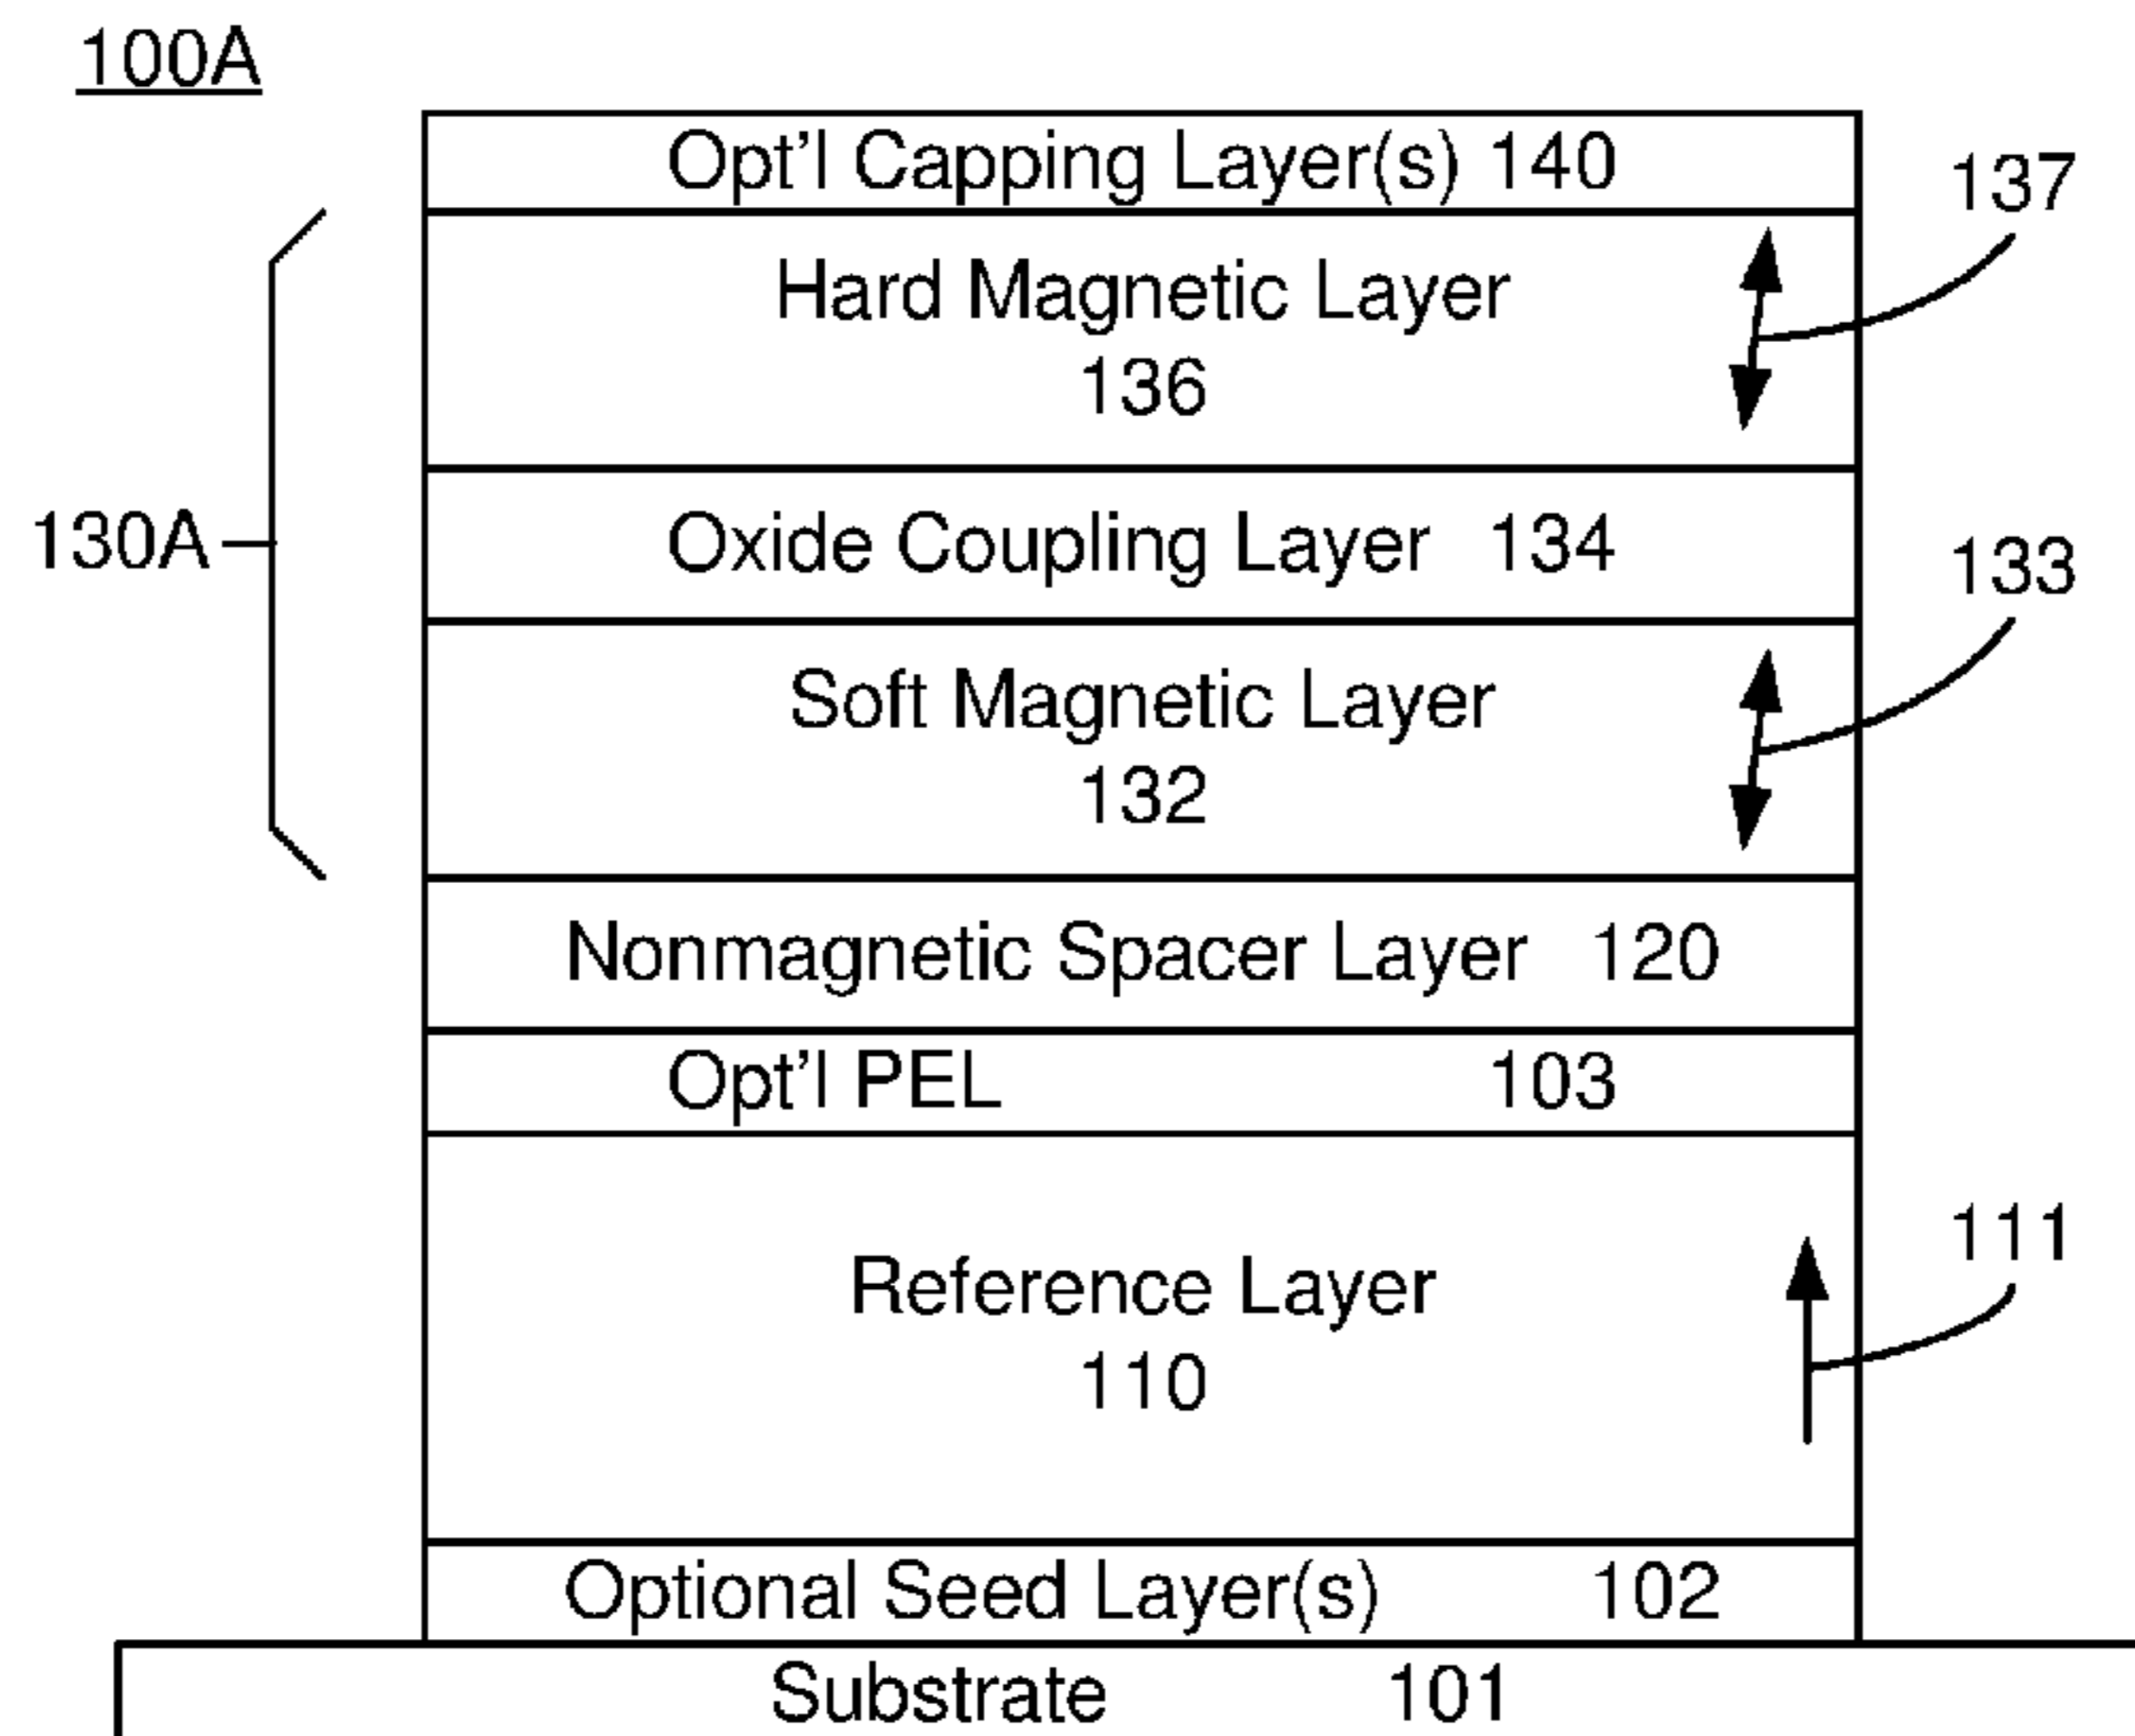 100A
Opt'l Capping Layer(s) 140
137
Hard Magnetic Layer
136
130A
Oxide Coupling Layer 134
133
Soft Magnetic Layer
132
Nonmagnetic Spacer Layer 120
Opt'l PEL 103
111
Reference Layer
110
Optional Seed Layer(s) 102
Substrate 101